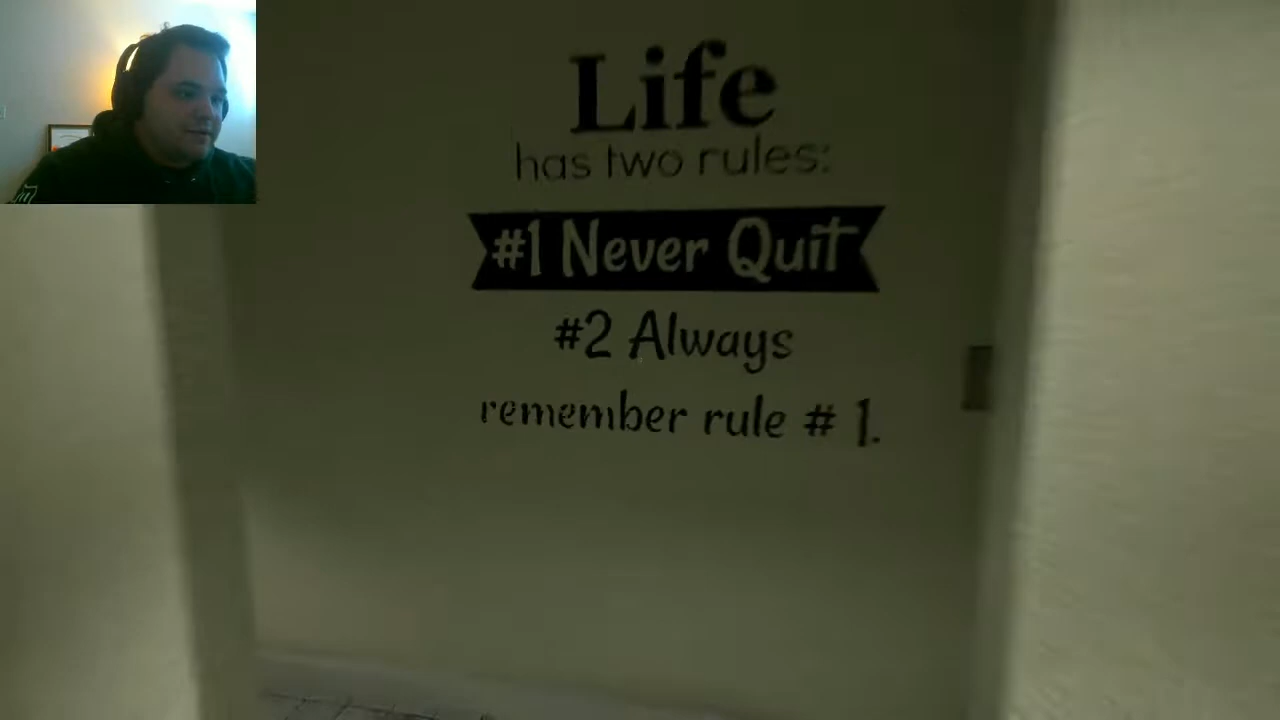 Life
has two rules:
#1 Never Quit
#2 Always
remember rule # 1.